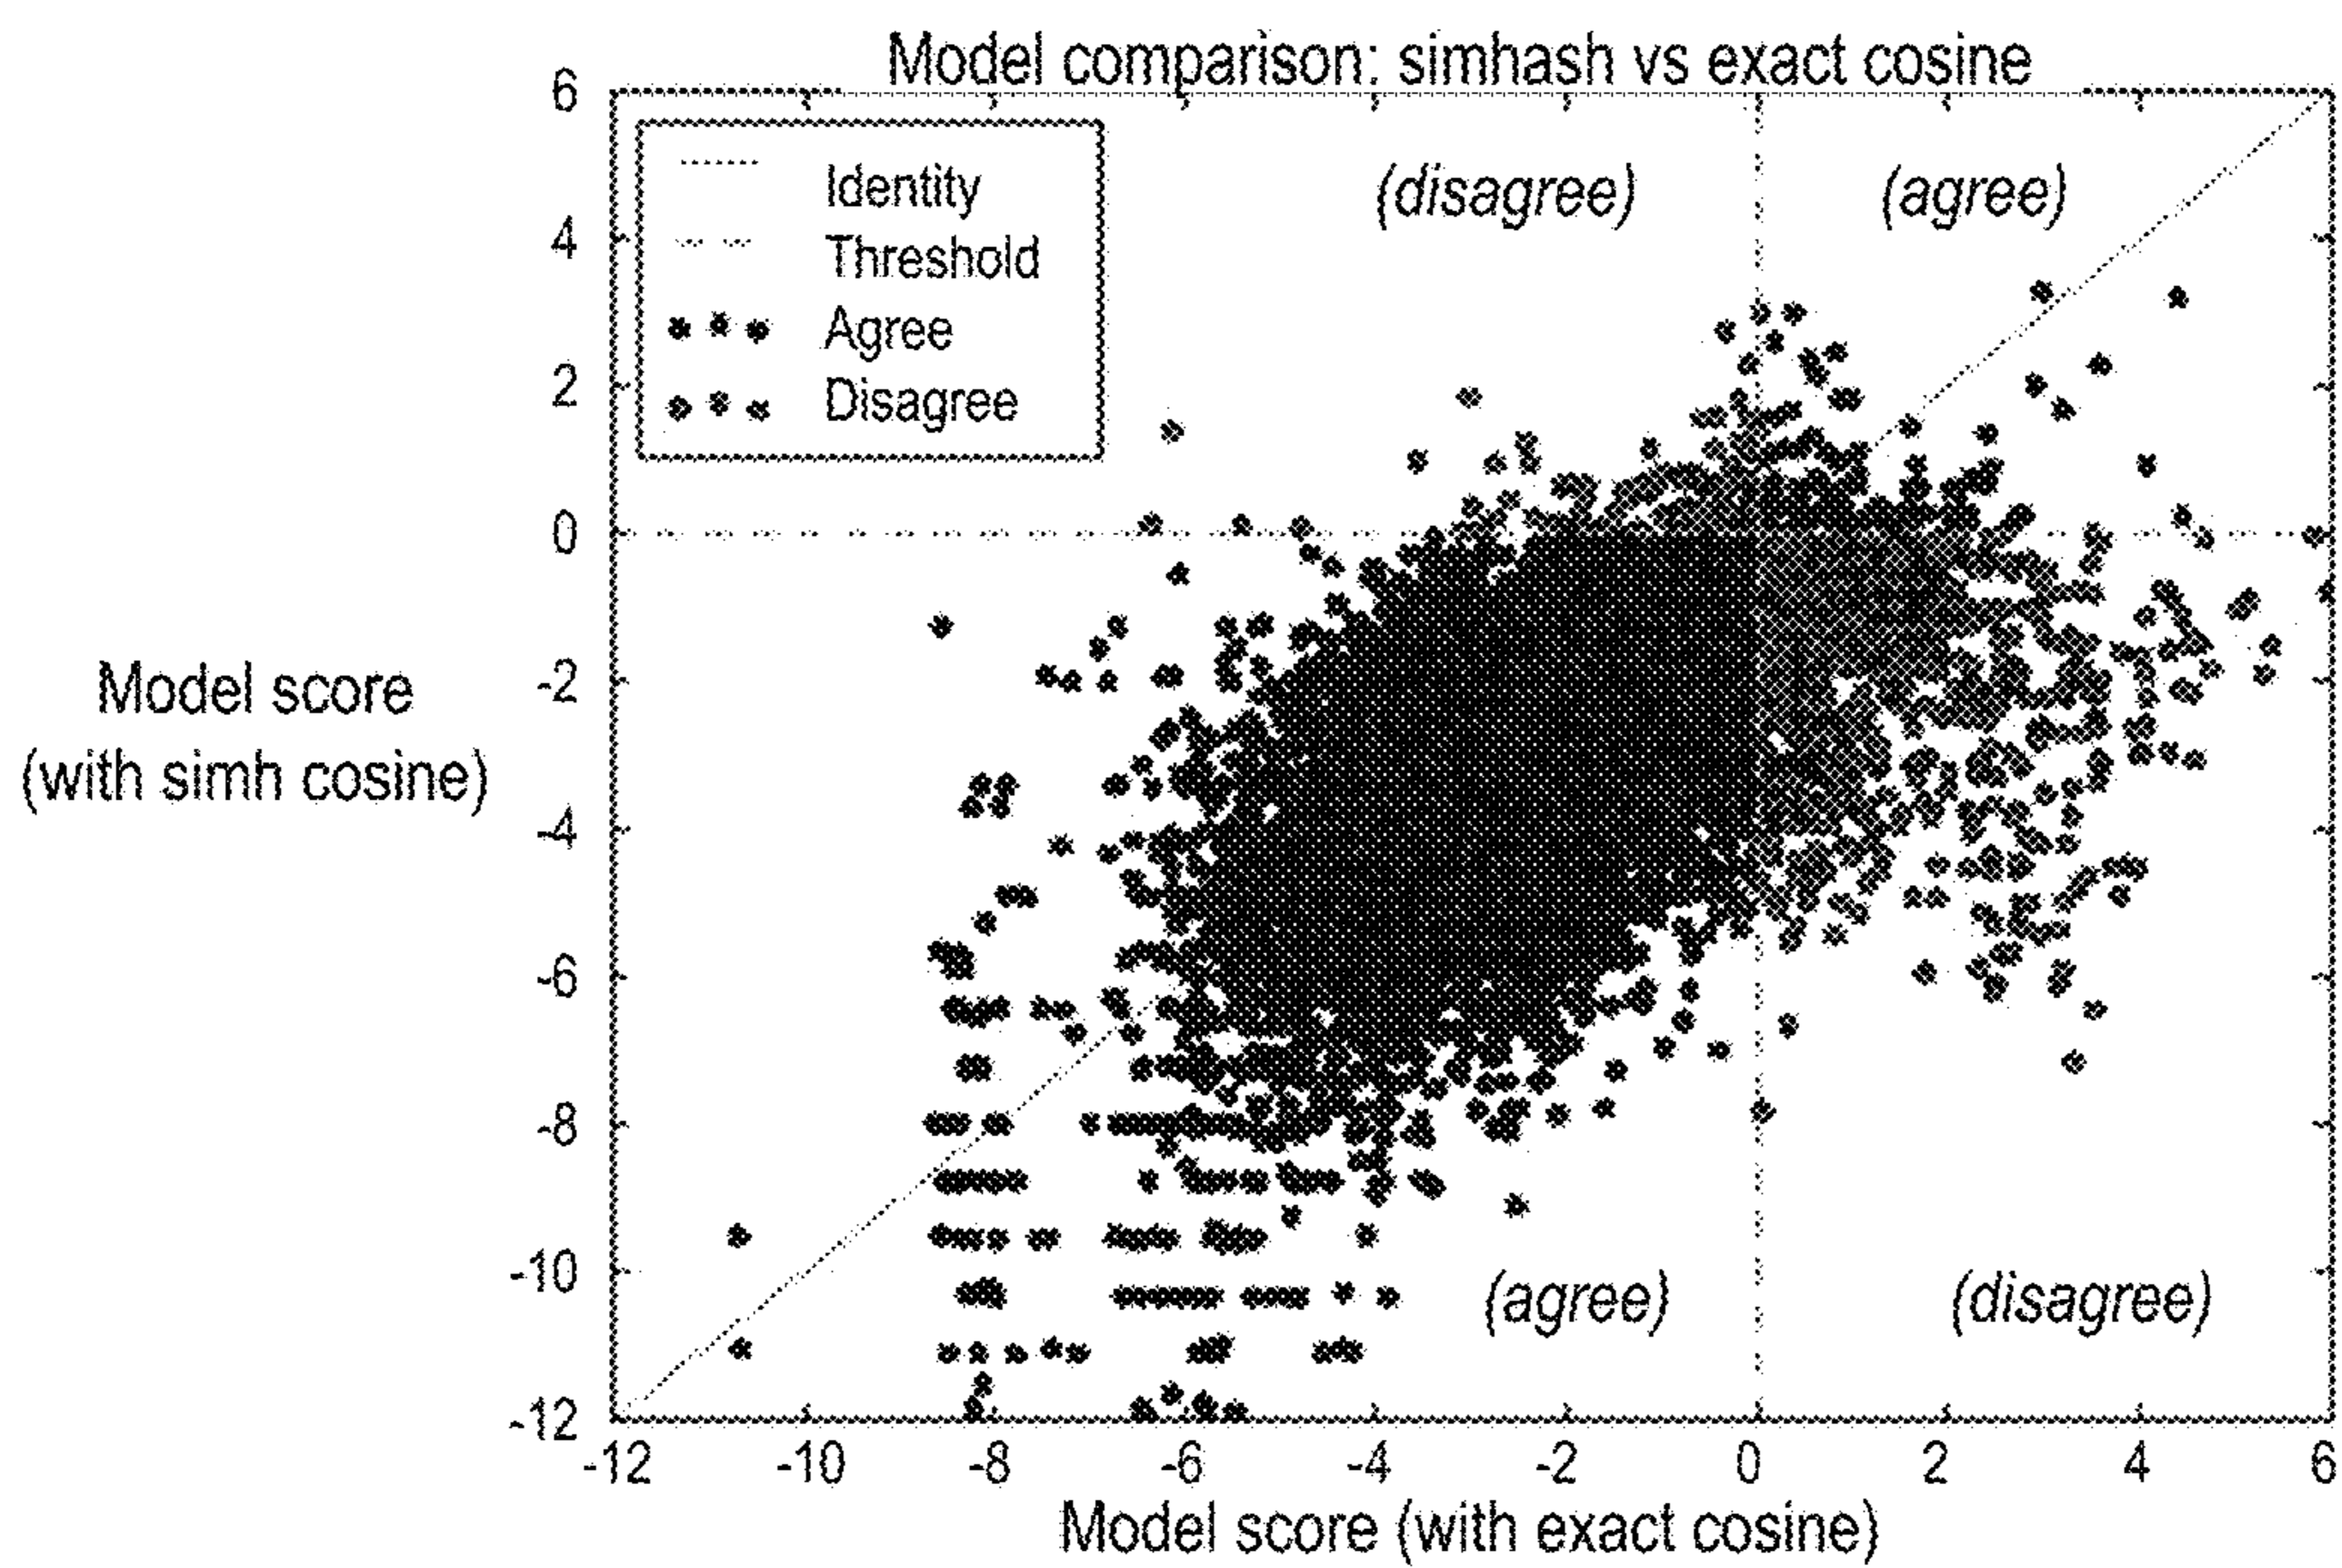 Model comparison: simhash vs exact cosine
6
4
2
0
-2
-4
-6
-8
-10
-12
Identity
Threshold
Agree
Disagree
(disagree)
(agree)
Model score
(with simh cosine)
(agree)
(disagree)
-12 -10 -8 -6 -4 -2 0 2 4 6
Model score (with exact cosine)